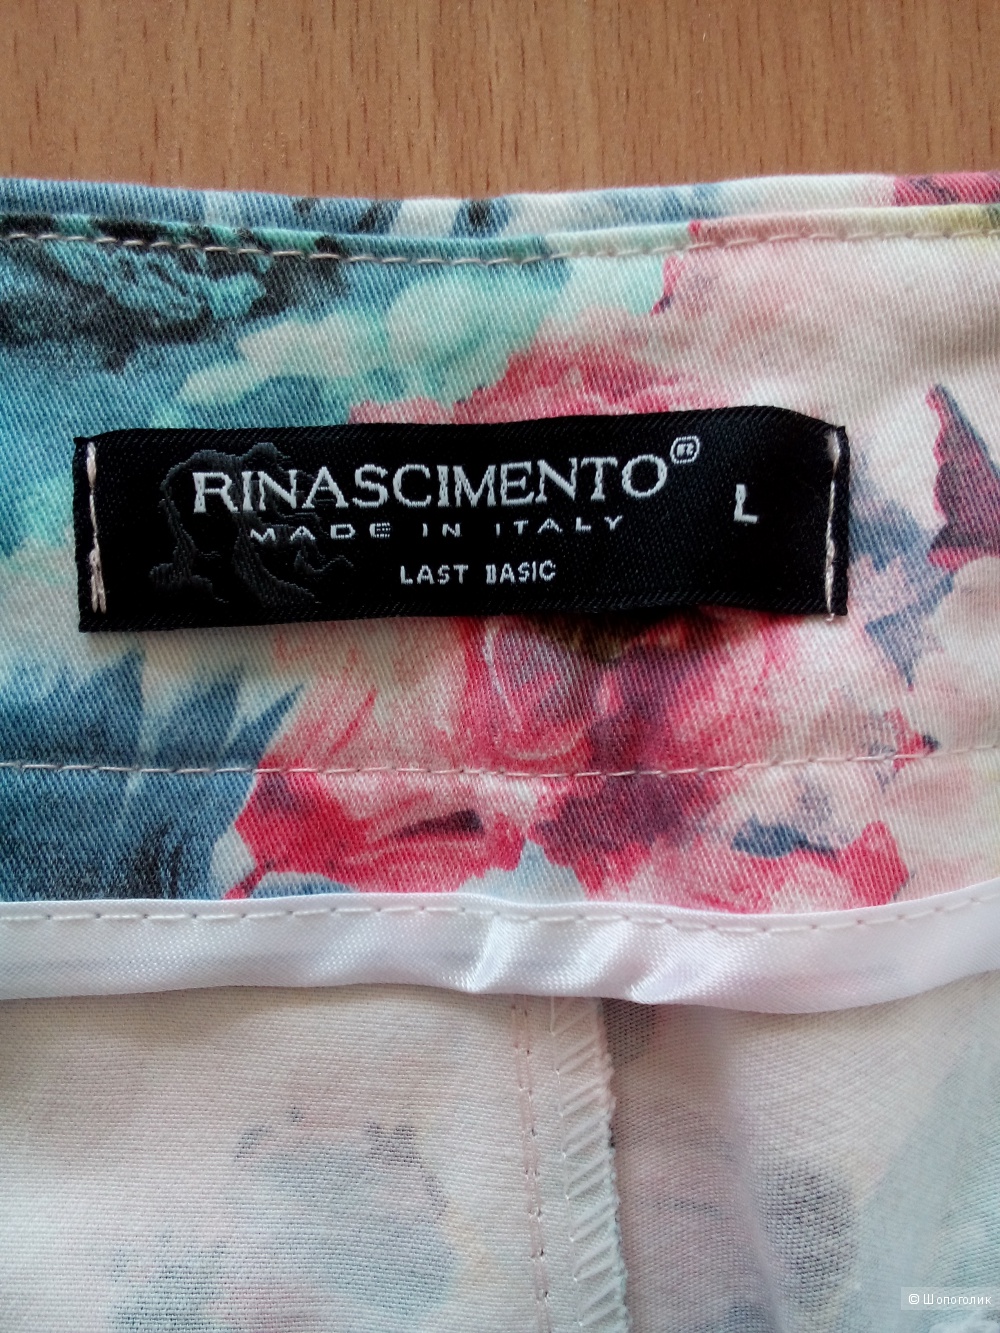 RINASCIMENTO®
L
MADE IN ITALY
LAST BASIC
© Шопоголик